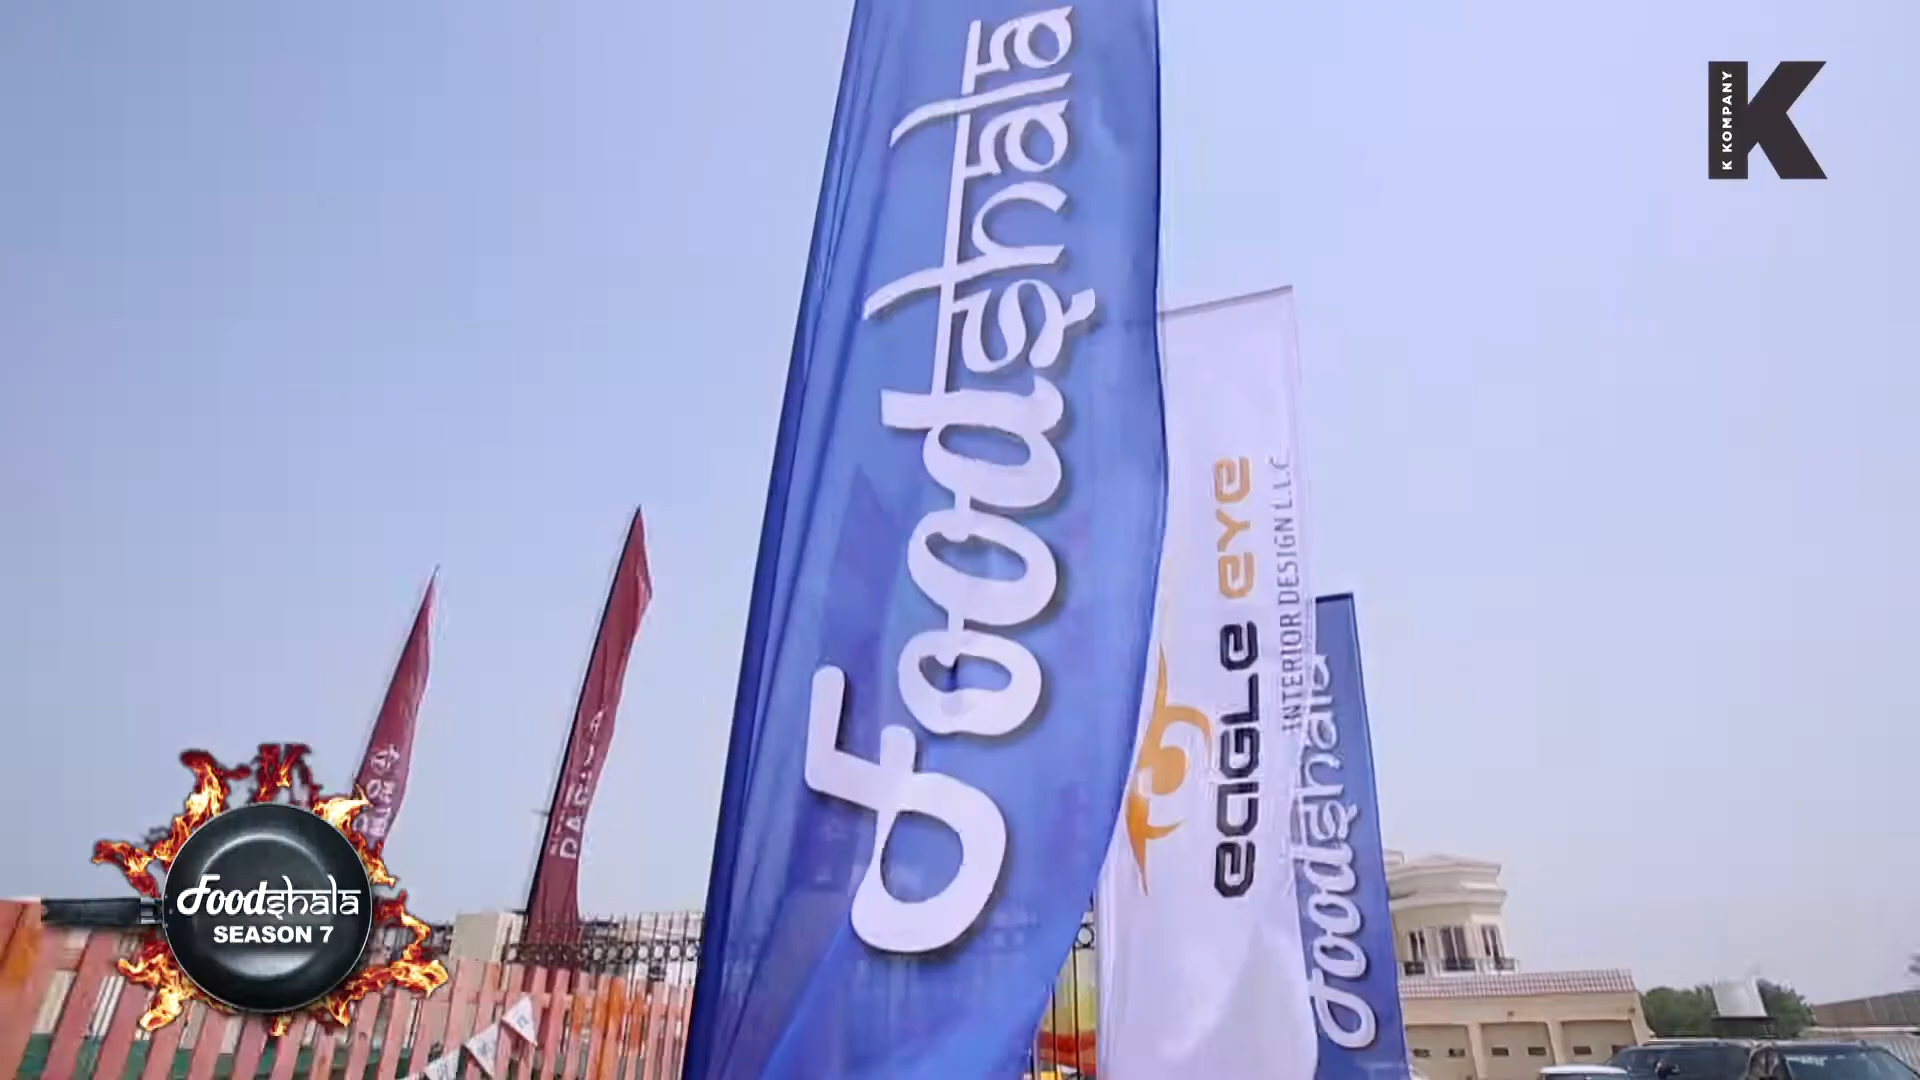 Foodshala
K KOMPANY
eagle eye
INTERIOR DESIGN L.L.C
Foodshala
Foodshala
SEASON 7